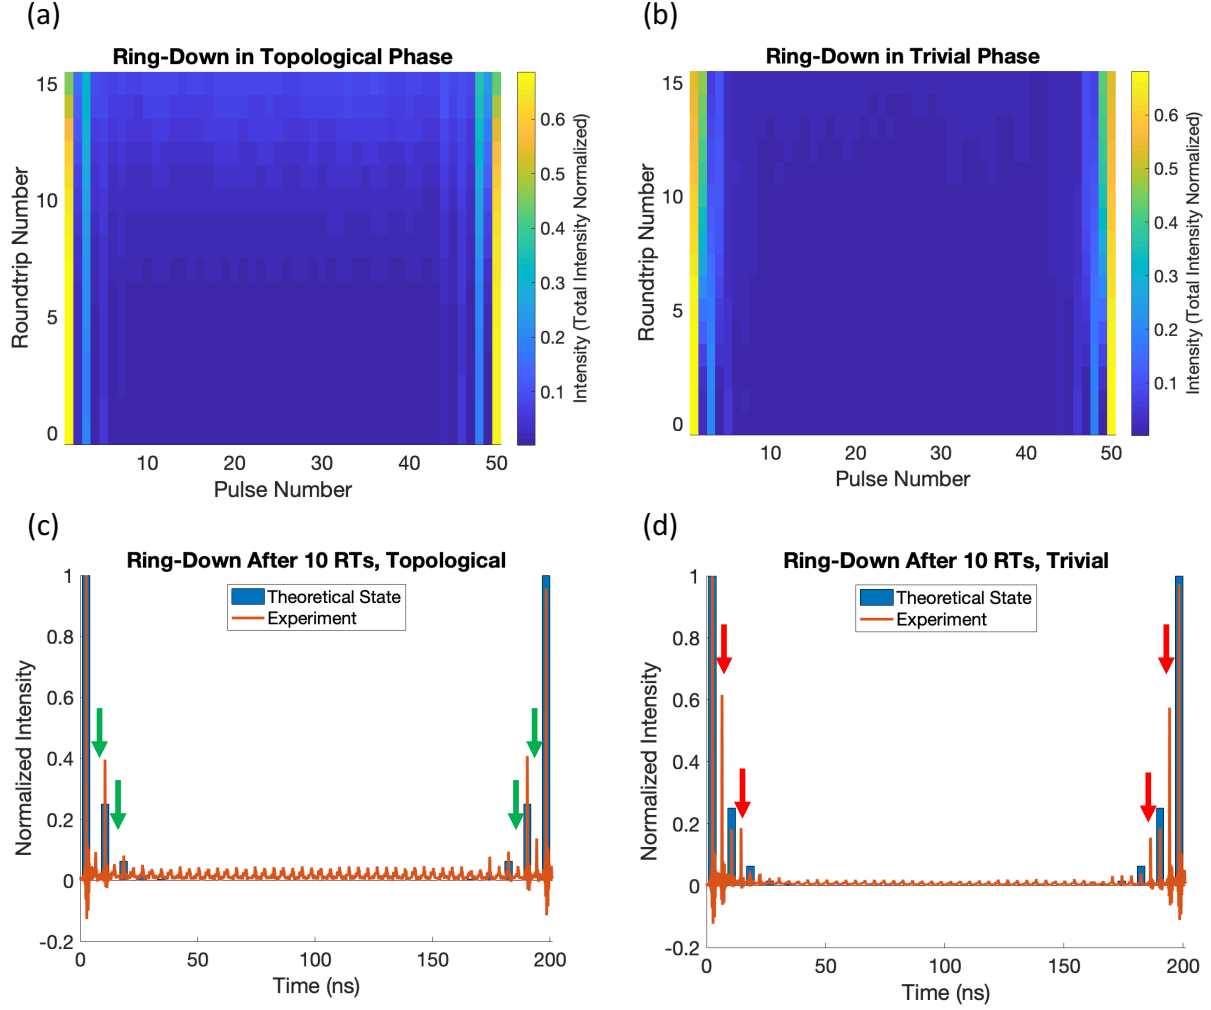 (a)
Ring-Down in Topological Phase
15
10
5
0
Roundtrip Number
10 20 30 40 50
Pulse Number
0.6
0.5
0.4
0.3
0.2
0.1
Intensity (Total Intensity Normalized)
(b)
Ring-Down in Trivial Phase
15
10
5
0
Roundtrip Number
10 20 30 40 50
Pulse Number
0.6
0.5
0.4
0.3
0.2
0.1
Intensity (Total Intensity Normalized)
(c)
Ring-Down After 10 RTs, Topological
1
0.8
0.6
0.4
0.2
0
-0.2
Normalized Intensity
Theoretical State
Experiment
0 50 100 150 200
Time (ns)
(d)
Ring-Down After 10 RTs, Trivial
1
0.8
0.6
0.4
0.2
0
-0.2
Normalized Intensity
Theoretical State
Experiment
0 50 100 150 200
Time (ns)